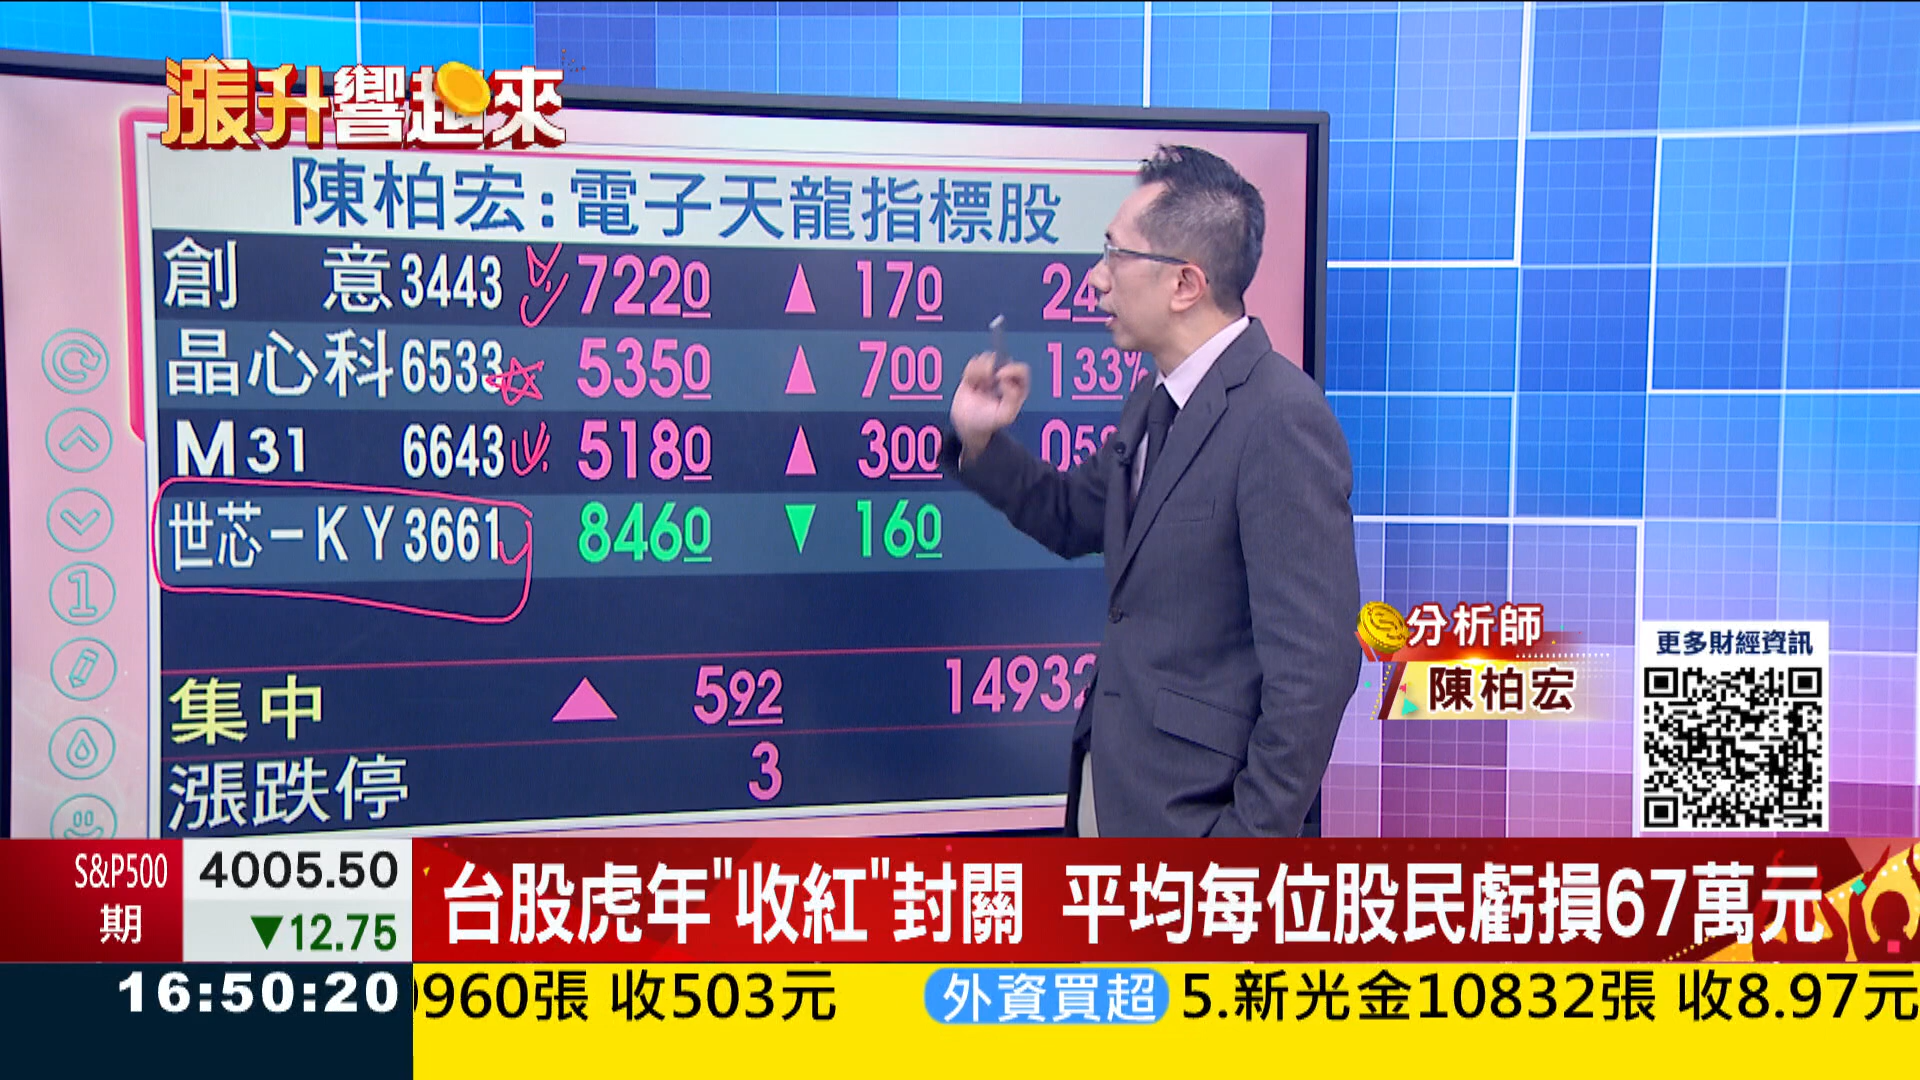 漲升響起來
陳柏宏:電子天龍指標股
創意 3443 7220 ▲ 170 24
晶心科 6533 5350 ▲ 700 133%
M31 6643 5180 ▲ 300 05
世芯-KY 3661 8460 ▼ 160
集中 ▲ 592 14932
漲跌停 3
1
分析師
陳柏宏
更多財經資訊
S&P500
期
4005.50
▼12.75
台股虎年"收紅"封關 平均每位股民虧損67萬元
16:50:20
960張 收503元 外資買超 5.新光金10832張 收8.97元